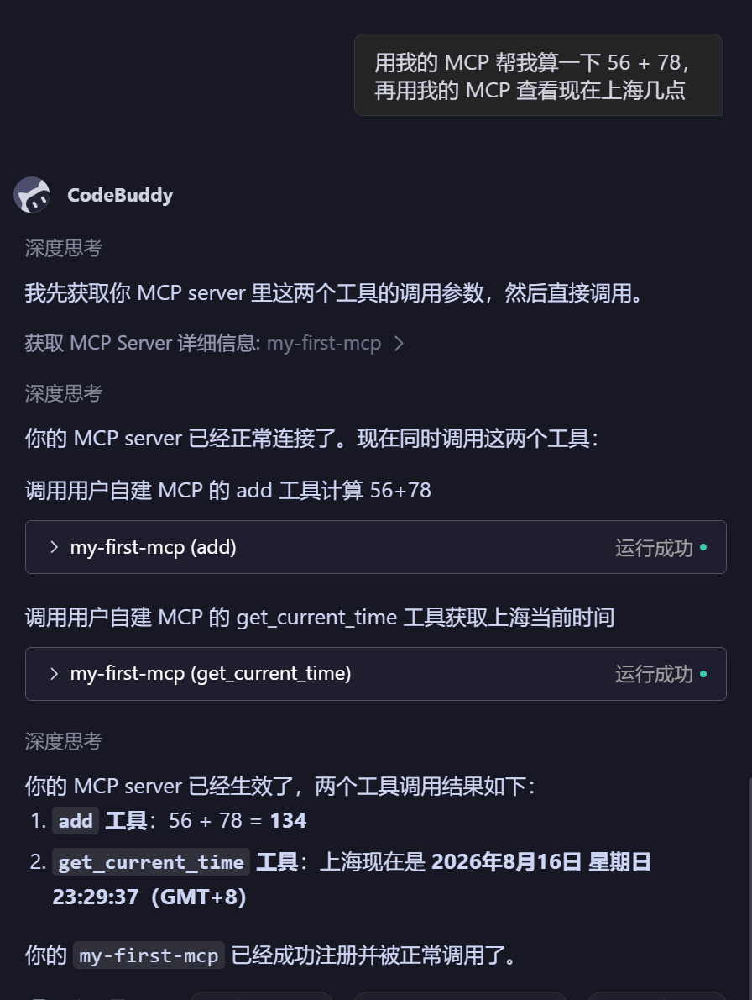 用我的 MCP 帮我算一下 56 + 78，
再用我的 MCP 查看现在上海几点
CodeBuddy
深度思考
我先获取你 MCP server 里这两个工具的调用参数，然后直接调用。
获取 MCP Server 详细信息: my-first-mcp >
深度思考
你的 MCP server 已经正常连接了。现在同时调用这两个工具：
调用用户自建 MCP 的 add 工具计算 56+78
> my-first-mcp (add) 运行成功
调用用户自建 MCP 的 get_current_time 工具获取上海当前时间
> my-first-mcp (get_current_time) 运行成功
深度思考
你的 MCP server 已经生效了，两个工具调用结果如下：
1. add 工具：56 + 78 = 134
2. get_current_time 工具：上海现在是 2026年8月16日 星期日
23:29:37（GMT+8）
你的 my-first-mcp 已经成功注册并被正常调用了。